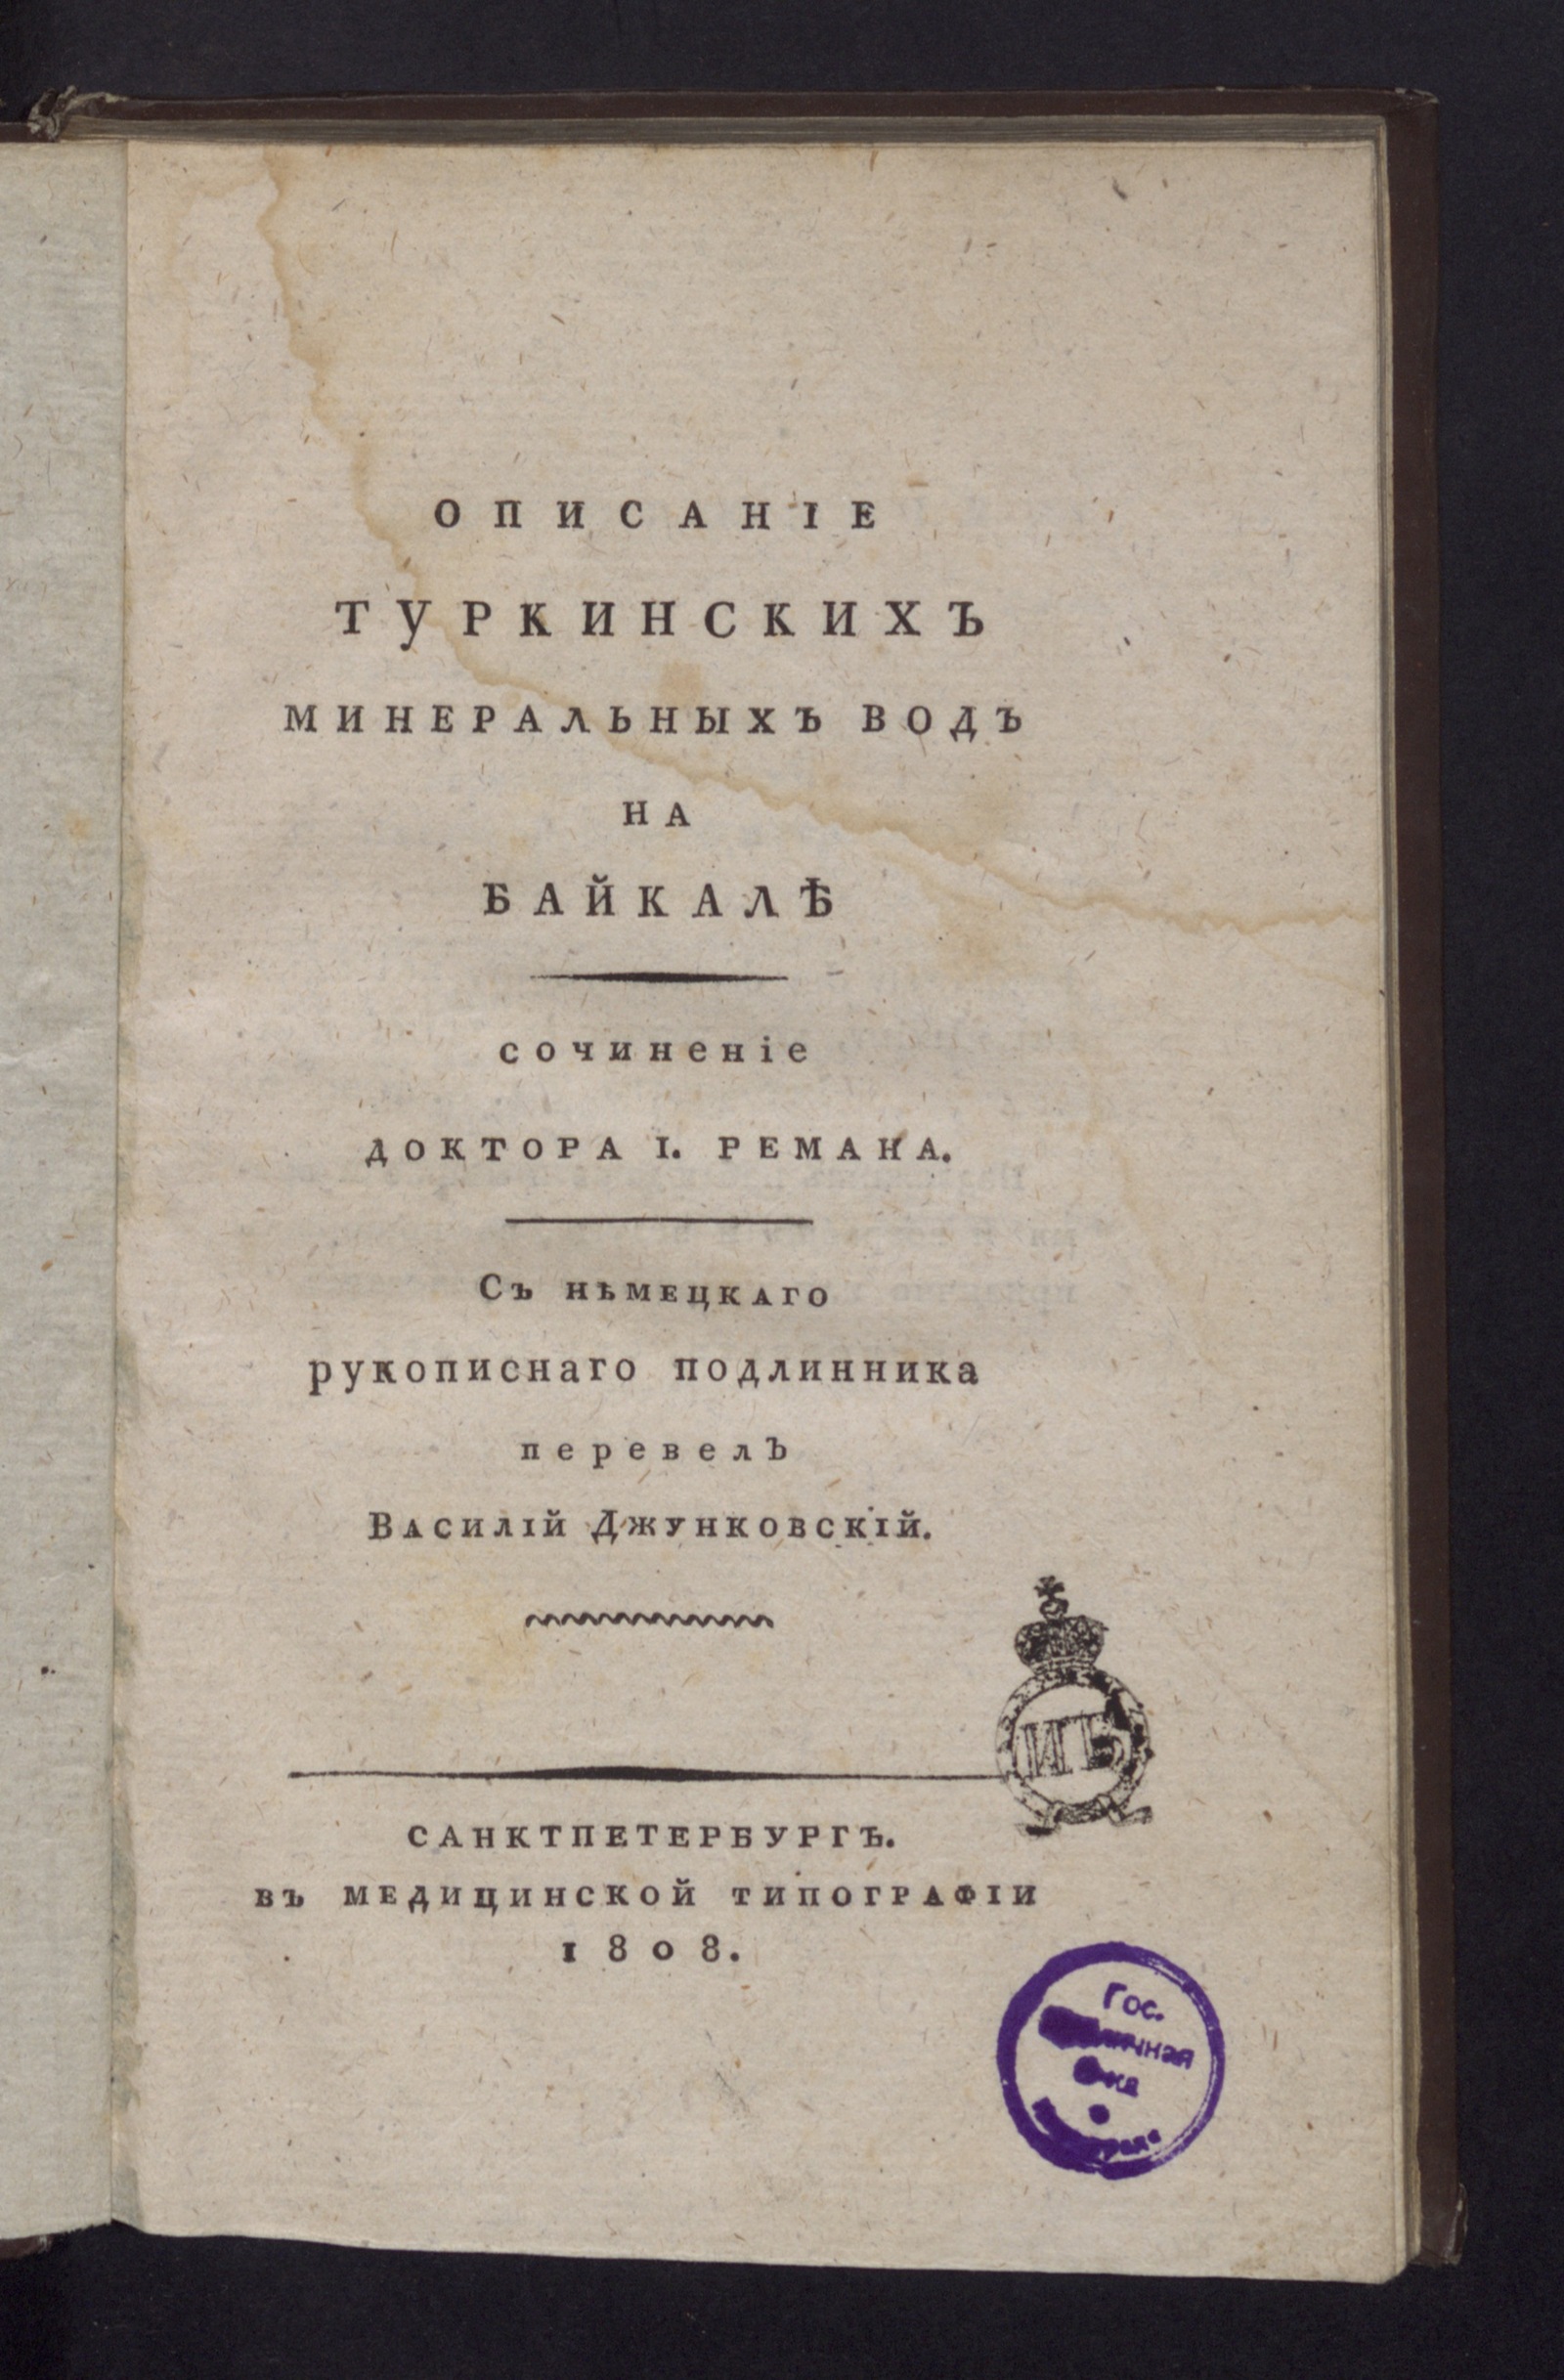 ОПИСАНІЕ
ТУРКИНСКИХЪ
МИНЕРАЛЬНЫХЪ ВОДЪ
НА
БАЙКАЛѢ
сочиненіе
ДОКТОРА І. РЕМАНА.
Съ НѢМЕЦКАГО
рукописнаго подлинника
перевелЪ
ВАСИЛІЙ ДЖУНКОВСКІЙ.
ИБ
САНКТПЕТЕРБУРГЪ.
въ МЕДИЦИНСКОЙ ТИПОГРАФІИ
1808.
Гос.